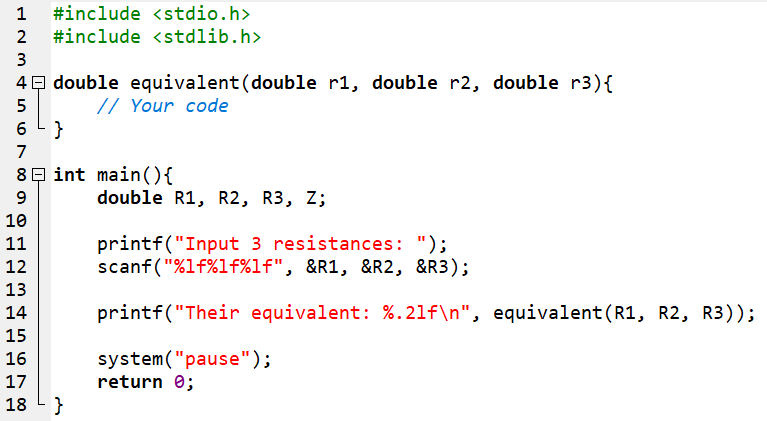 1 #include <stdio.h>
2 #include <stdlib.h>
3
4 double equivalent(double r1, double r2, double r3){
5 // Your code
6 }
7
8 int main(){
9 double R1, R2, R3, Z;
10
11 printf("Input 3 resistances: ");
12 scanf("%lf%lf%lf", &R1, &R2, &R3);
13
14 printf("Their equivalent: %.2lf\n", equivalent(R1, R2, R3));
15
16 system("pause");
17 return 0;
18 }